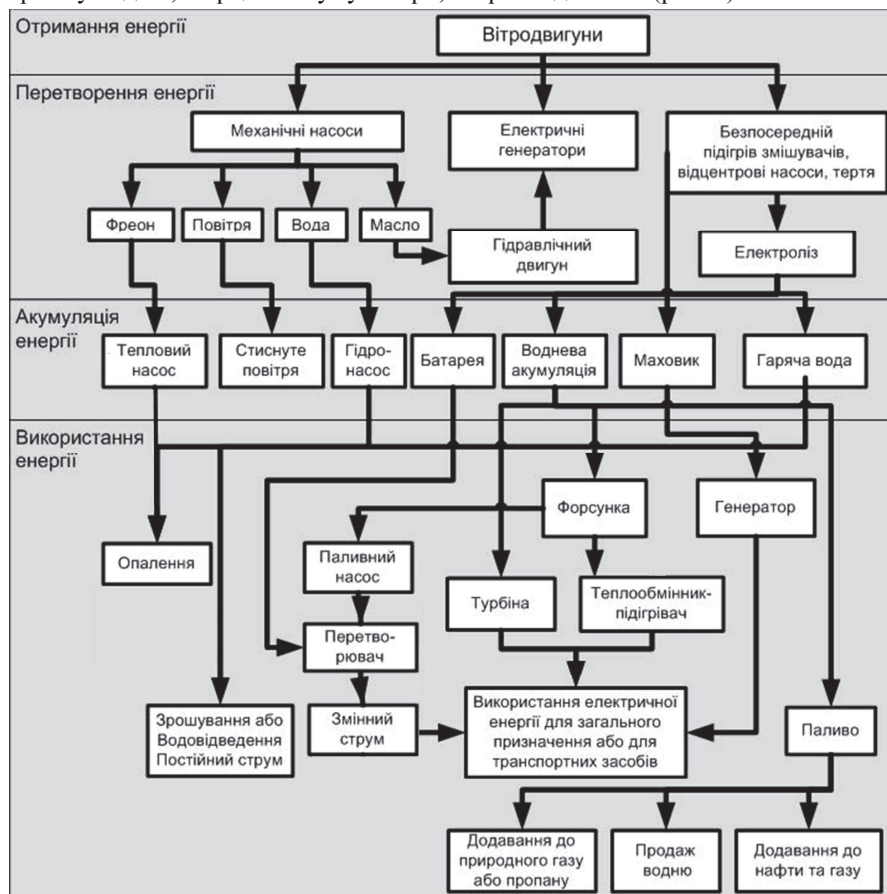 Отримання енергії
Вітродвигуни
Перетворення енергії
Механічні насоси
Електричні
генератори
Безпосередній
підігрів змішувачів,
відцентрові насоси, тертя
Фреон
Повітря
Вода
Масло
Гідравлічний
двигун
Електроліз
Акумуляція
енергії
Тепловий
насос
Стиснуте
повітря
Гідро-
насос
Батарея
Воднева
акумуляція
Маховик
Гаряча вода
Використання
енергії
Форсунка
Генератор
Опалення
Паливний
насос
Турбіна
Теплообмінник-
підігрівач
Перетво-
рювач
Зрошування або
Водовідведення
Постійний струм
Змінний
струм
Використання електричної
енергії для загального
призначення або для
транспортних засобів
Паливо
Додавання до
природного газу
або пропану
Продаж
водню
Додавання до
нафти та газу